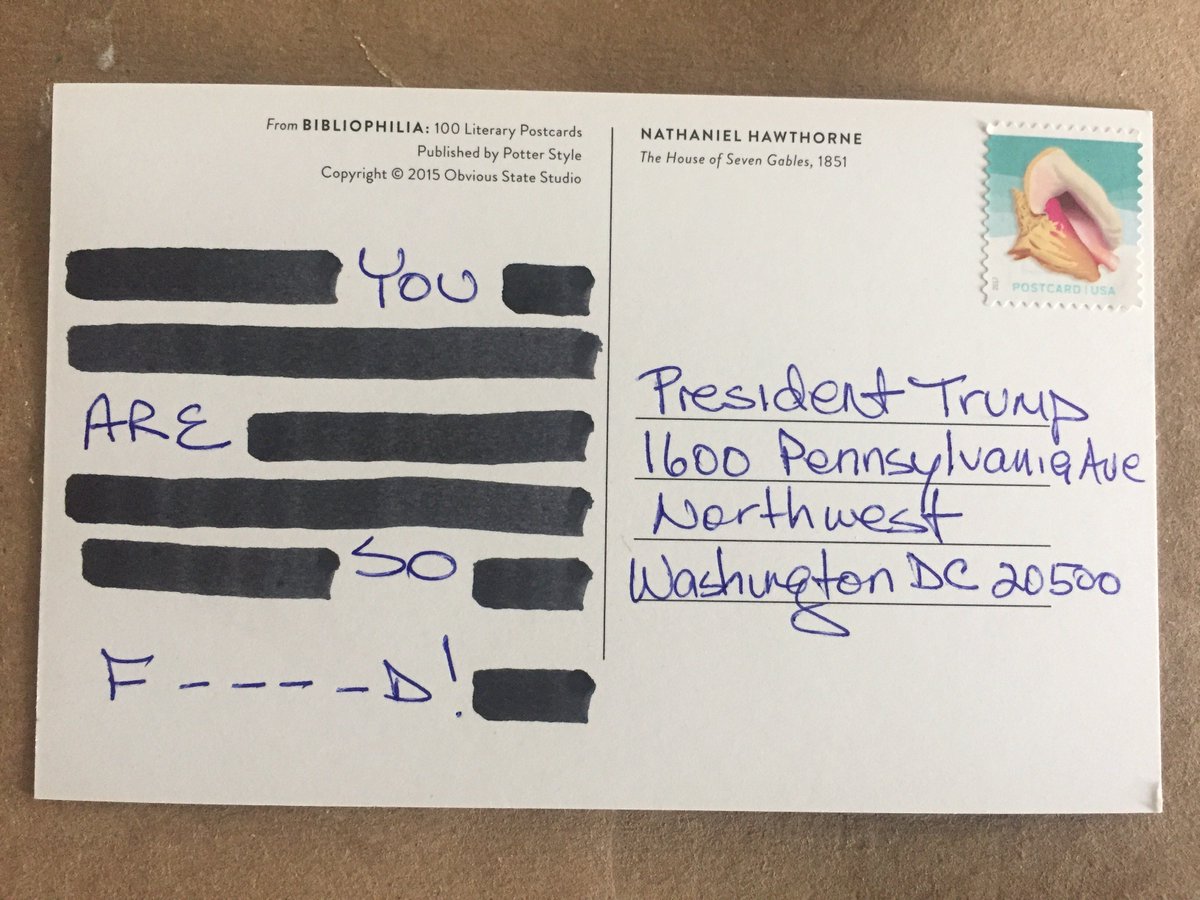 From BIBLIOPHILIA: 100 Literary Postcards
Published by Potter Style
Copyright © 2015 Obvious State Studio
YOU
ARE
SO
F-----D!
NATHANIEL HAWTHORNE
The House of Seven Gables, 1851
2017
POSTCARD | USA
President Trump
1600 Pennsylvania Ave
Northwest
Washington DC 20500